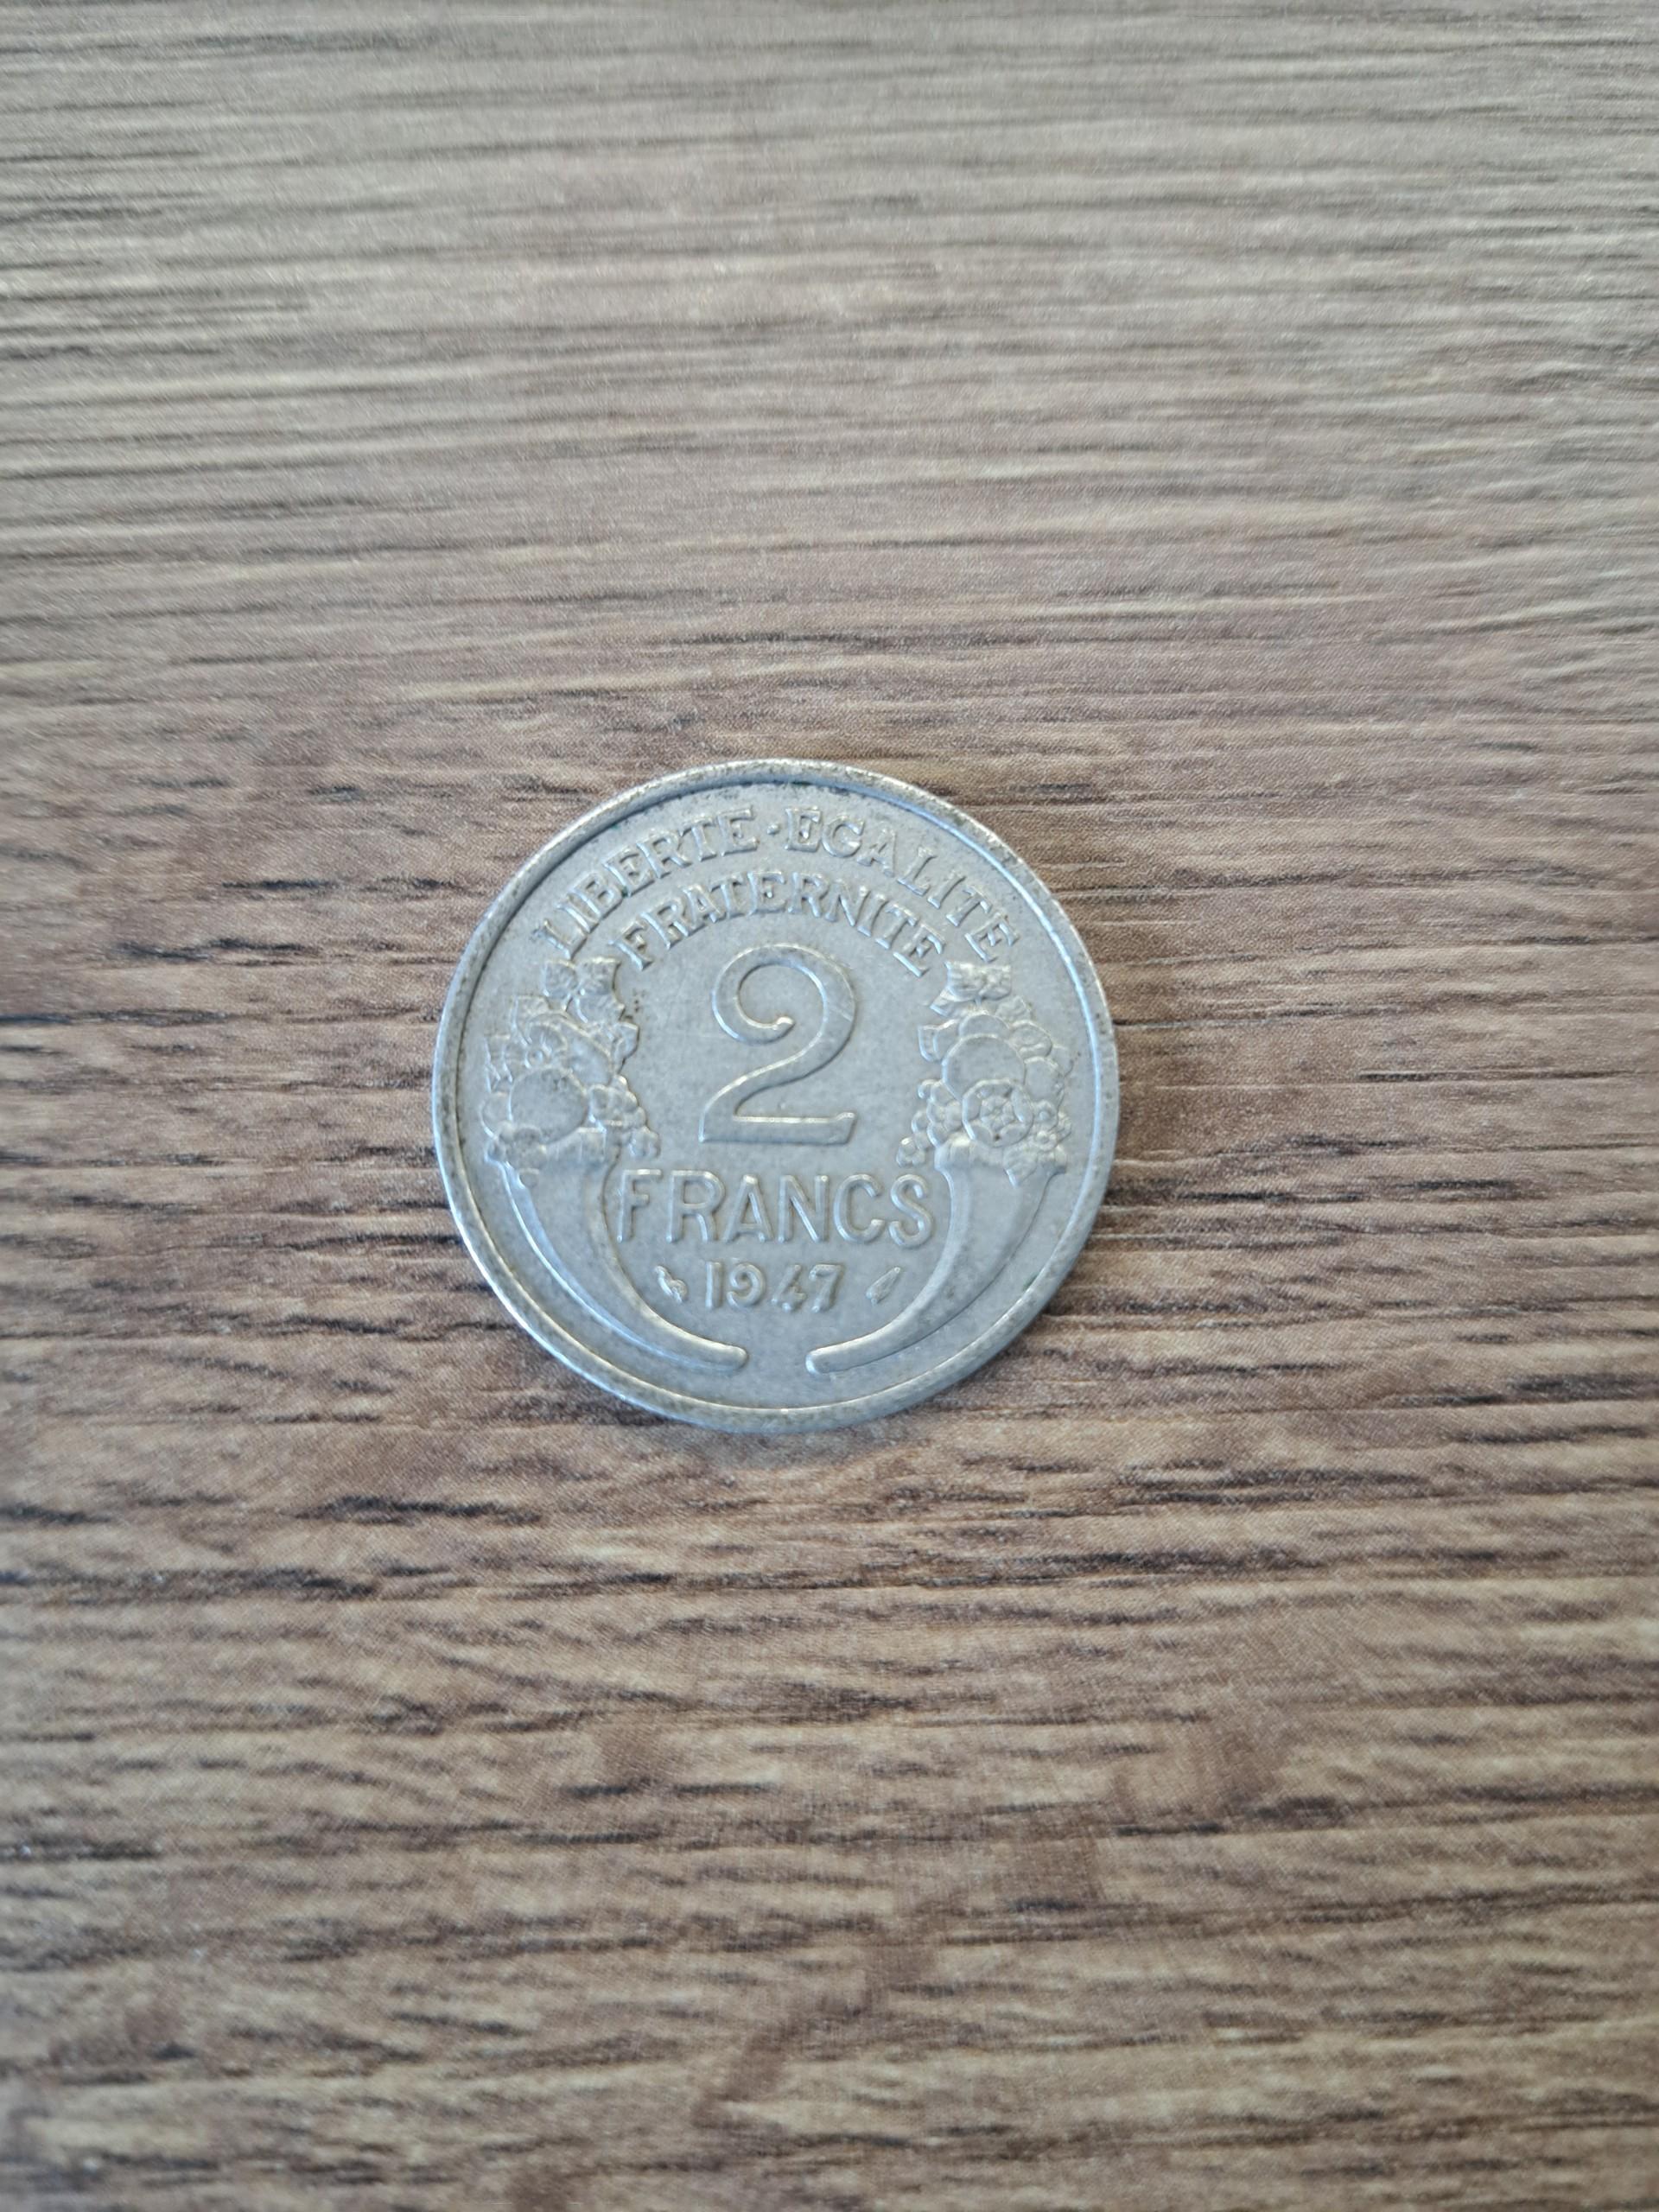 LIBERTE·EGALITE
FRATERNITE
2
FRANCS
1947